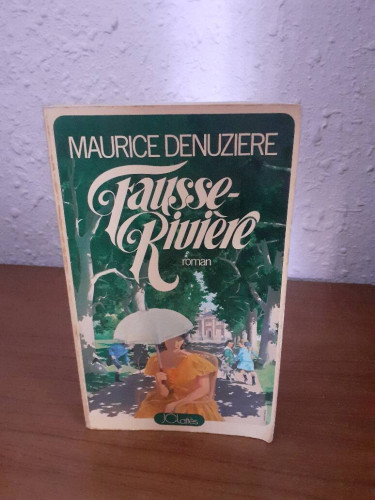 MAURICE DENUZIERE
Fausse-
Rivière
roman
JCLattès